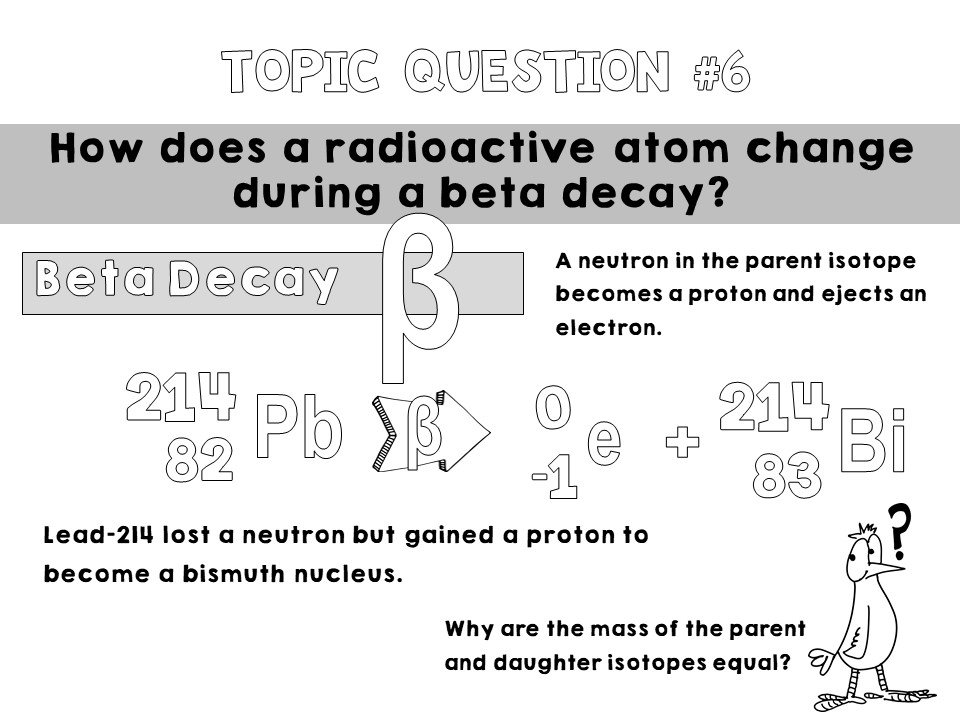 TOPIC QUESTION #6
How does a radioactive atom change
during a beta decay?
Beta Decay β
A neutron in the parent isotope
becomes a proton and ejects an
electron.
214 82 Pb β 0 -1 e + 214 83 Bi
Lead-214 lost a neutron but gained a proton to
become a bismuth nucleus.
?
Why are the mass of the parent
and daughter isotopes equal?